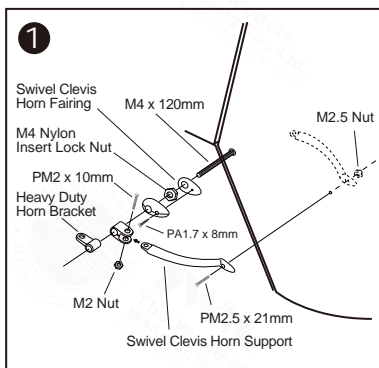 1
Swivel Clevis
Horn Fairing
M4 x 120mm
M2.5 Nut
M4 Nylon
Insert Lock Nut
PM2 x 10mm
Heavy Duty
Horn Bracket
PA1.7 x 8mm
M2 Nut
PM2.5 x 21mm
Swivel Clevis Horn Support